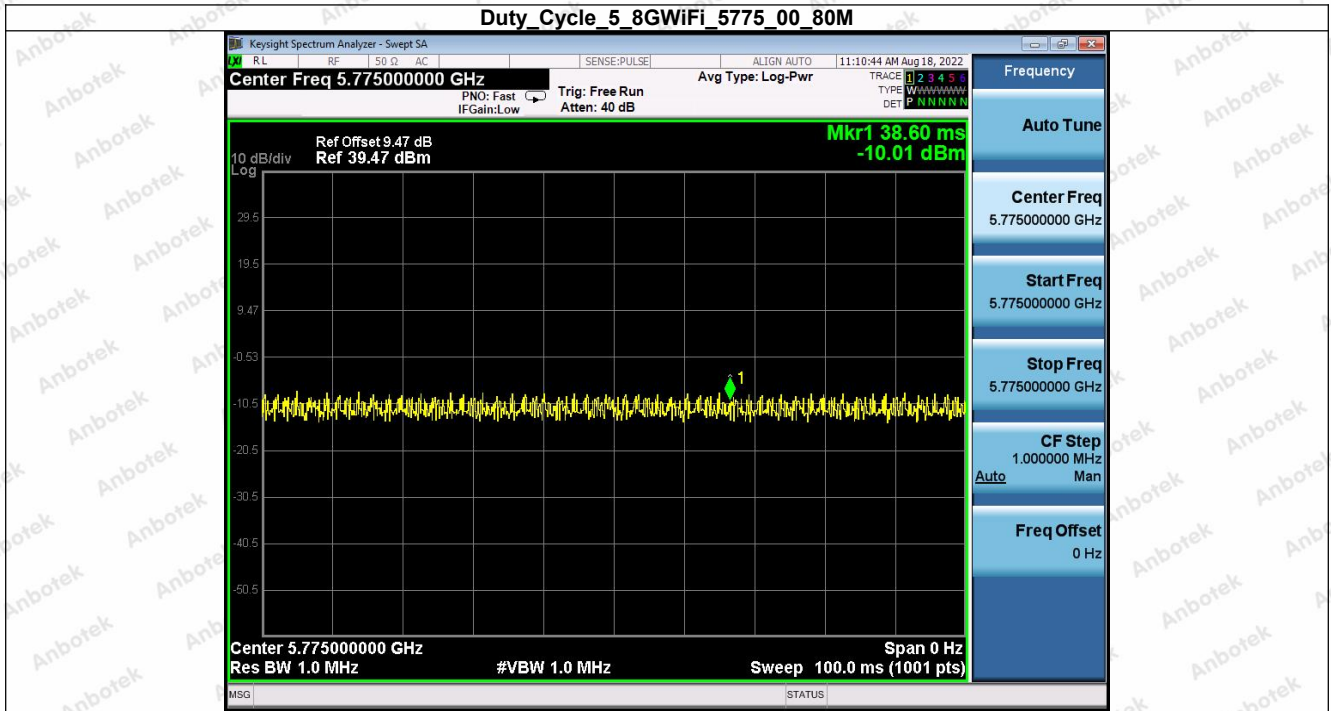 Duty_Cycle_5_8GWiFi_5775_00_80M
Keysight Spectrum Analyzer - Swept SA
LXI RL RF 50 Ω AC SENSE:PULSE ALIGN AUTO 11:10:44 AM Aug 18, 2022
Center Freq 5.775000000 GHz
PNO: Fast
IFGain:Low
Trig: Free Run
Atten: 40 dB
Avg Type: Log-Pwr
TRACE 1 2 3 4 5 6
TYPE WWWWWW
DET P N N N N N
Ref Offset 9.47 dB
10 dB/div Ref 39.47 dBm
Log
Mkr1 38.60 ms
-10.01 dBm
29.5
19.5
9.47
-0.53
-10.5
-20.5
-30.5
-40.5
-50.5
1
Center 5.775000000 GHz Span 0 Hz
Res BW 1.0 MHz #VBW 1.0 MHz Sweep 100.0 ms (1001 pts)
MSG STATUS
Frequency
Auto Tune
Center Freq
5.775000000 GHz
Start Freq
5.775000000 GHz
Stop Freq
5.775000000 GHz
CF Step
1.000000 MHz
Auto Man
Freq Offset
0 Hz
Anbotek